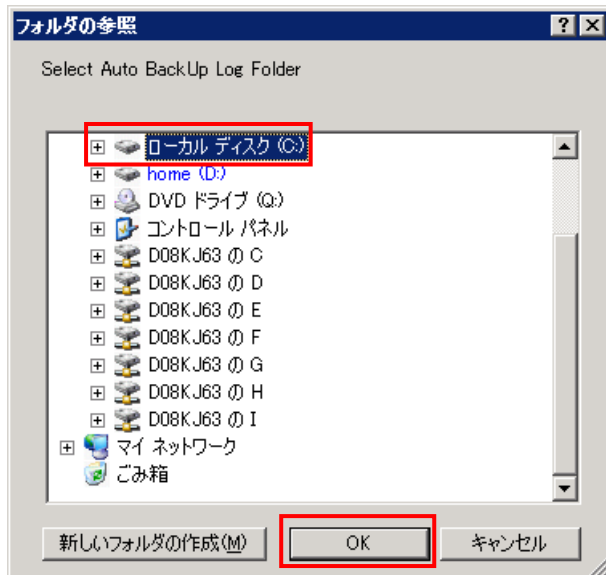 フォルダの参照
Select Auto BackUp Log Folder
ローカル ディスク (C:)
home (D:)
DVD ドライブ (Q:)
コントロール パネル
D08KJ63 の C
D08KJ63 の D
D08KJ63 の E
D08KJ63 の F
D08KJ63 の G
D08KJ63 の H
D08KJ63 の I
マイ ネットワーク
ごみ箱
新しいフォルダの作成(M) OK キャンセル